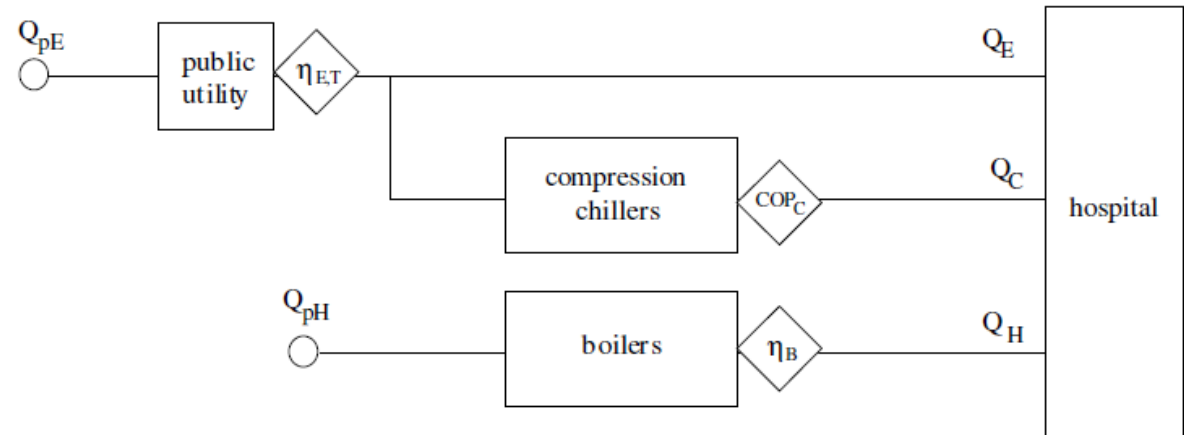 Q_pE
public
utility
η_E,T
Q_E
compression
chillers
COP_C
Q_C
hospital
Q_pH
boilers
η_B
Q_H